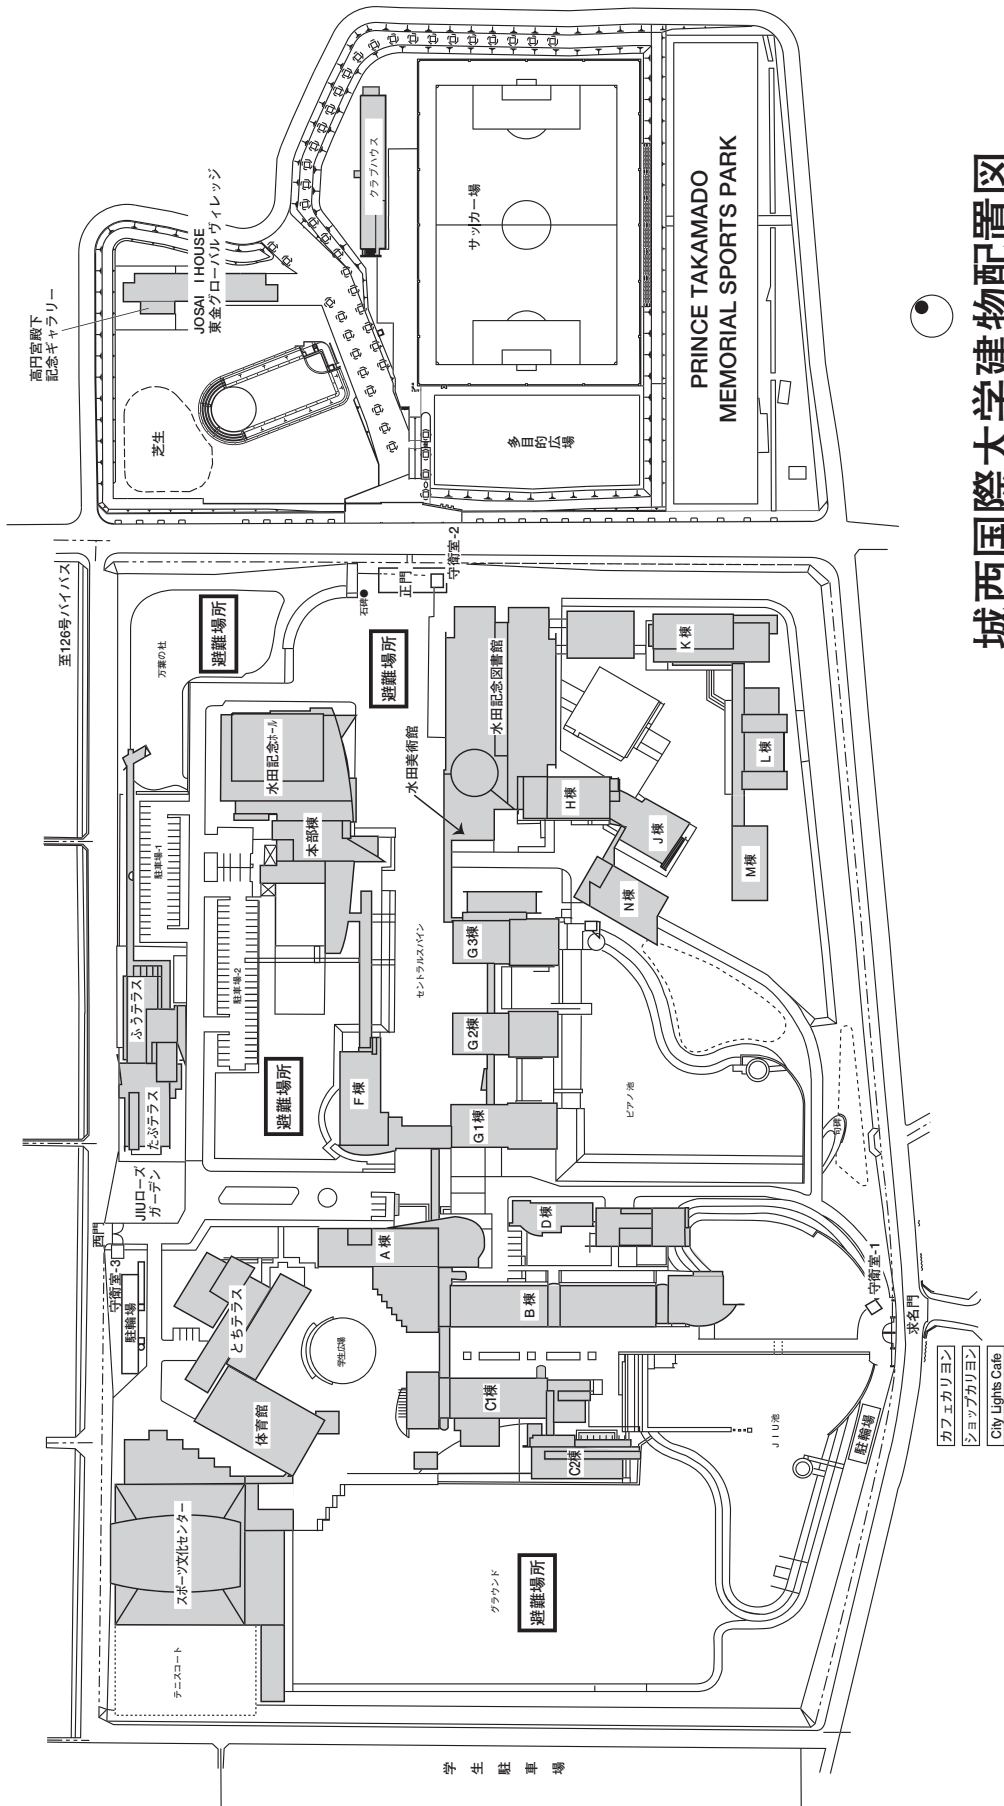 城西国際大学建物配置図
学生駐車場
テニスコート
スポーツ文化センター
体育館
とちテラス
駐輪場
守衛室-3
西門
JIUローズ
ガーデン
たぶテラス
ふうテラス
駐車場-1
駐車場-2
万葉の杜
避難場所
至126号バイパス
グラウンド
避難場所
学生広場
A棟
B棟
C1棟
C2棟
D棟
F棟
避難場所
本部棟
水田記念ホール
避難場所
石碑
正門
守衛室-2
セントラルスパイン
G1棟
G2棟
G3棟
水田美術館
水田記念図書館
H棟
J棟
N棟
K棟
L棟
M棟
ピアノ池
句碑
JIU池
駐輪場
守衛室-1
求名門
カフェカリヨン
ショップカリヨン
City Lights Cafe
高円宮殿下
記念ギャラリー
JOSAI I HOUSE
東金グローバルヴィレッジ
芝生
クラブハウス
サッカー場
多目的
広場
PRINCE TAKAMADO
MEMORIAL SPORTS PARK